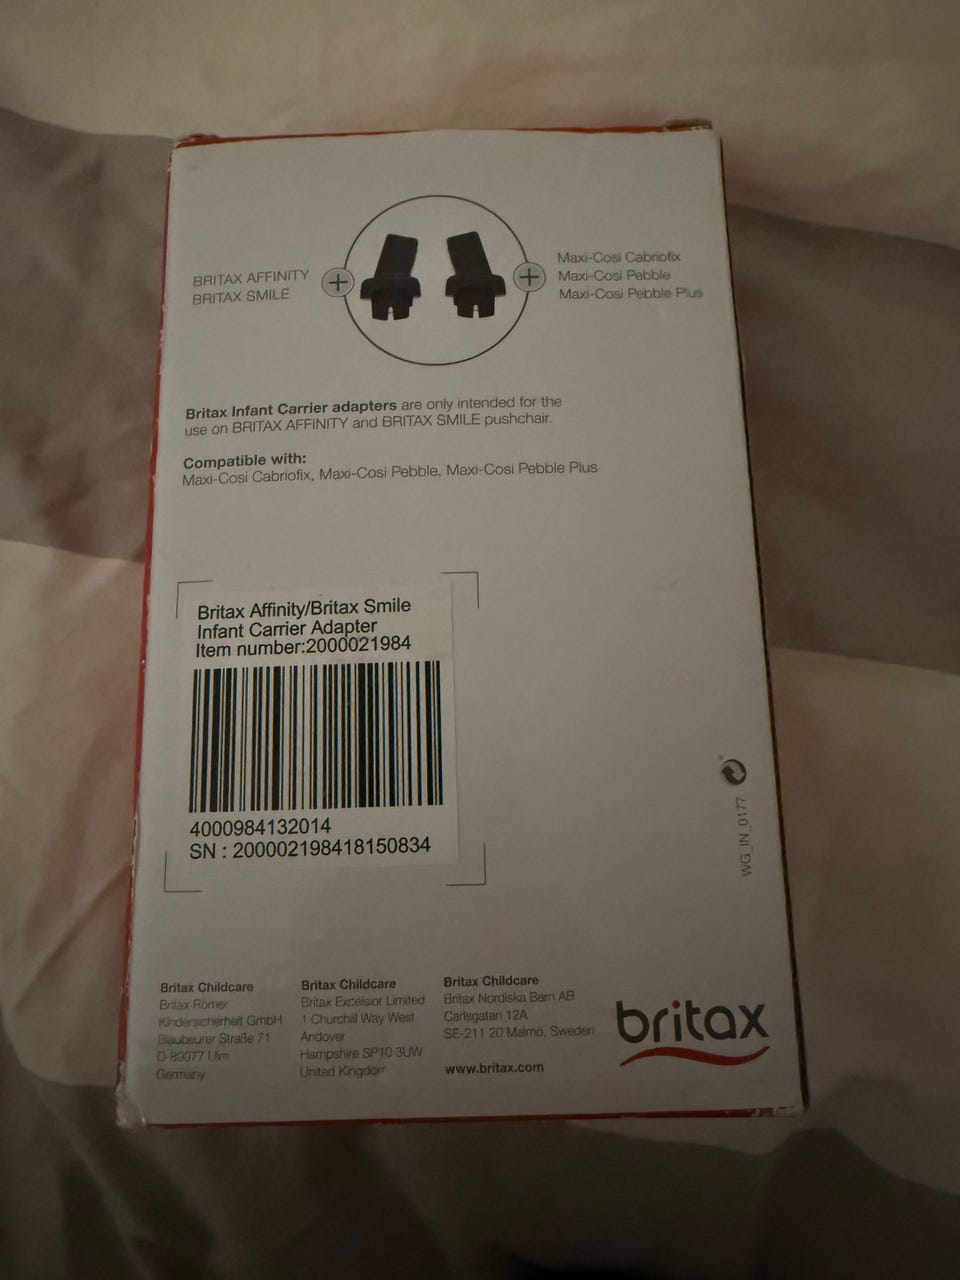 BRITAX AFFINITY
BRITAX SMILE
Maxi-Cosi Cabriofix
Maxi-Cosi Pebble
Maxi-Cosi Pebble Plus
Britax Infant Carrier adapters are only intended for the
use on BRITAX AFFINITY and BRITAX SMILE pushchair.
Compatible with:
Maxi-Cosi Cabriofix, Maxi-Cosi Pebble, Maxi-Cosi Pebble Plus
Britax Affinity/Britax Smile
Infant Carrier Adapter
Item number:2000021984
4000984132014
SN : 200002198418150834
WG_IN_0177
Britax Childcare
Britax Römer
Kindersicherheit GmbH
Blaubeurer Straße 71
D-89077 Ulm
Germany
Britax Childcare
Britax Excelsior Limited
1 Churchill Way West
Andover
Hampshire SP10 3UW
United Kingdom
Britax Childcare
Britax Nordiska Barn AB
Carlsgatan 12A
SE-211 20 Malmö, Sweden
www.britax.com
britax